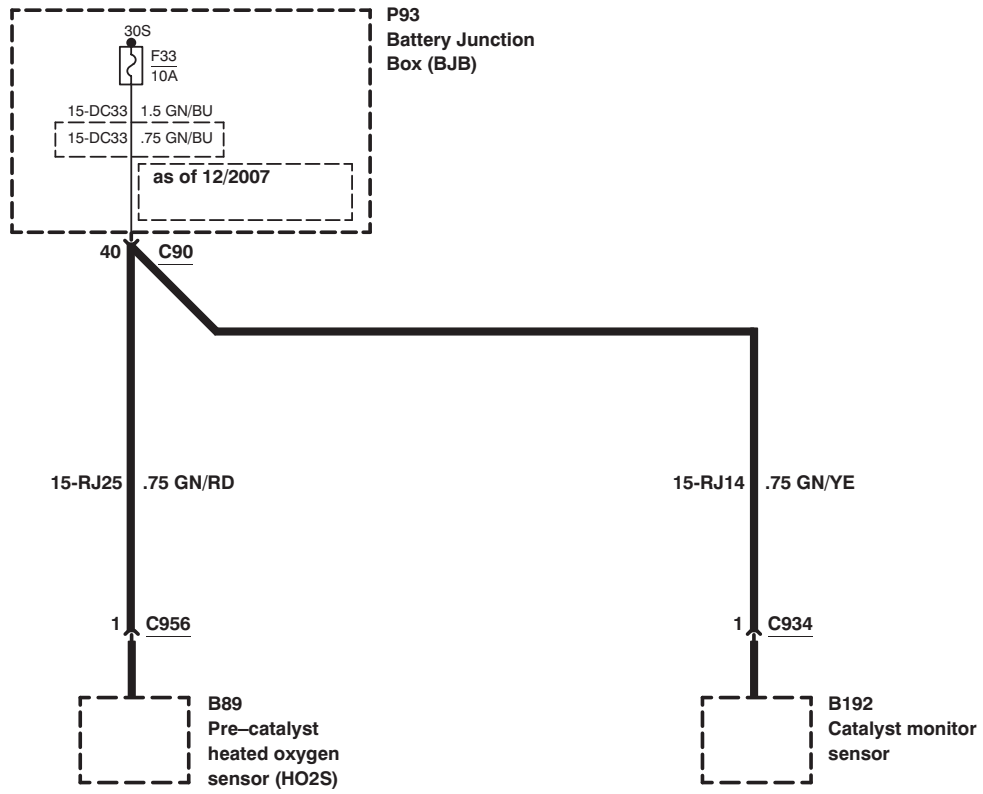 P93
Battery Junction
Box (BJB)
30S
F33
10A
15-DC33 1.5 GN/BU
15-DC33 .75 GN/BU
as of 12/2007
40 C90
15-RJ25 .75 GN/RD
15-RJ14 .75 GN/YE
1 C956
1 C934
B89
Pre–catalyst
heated oxygen
sensor (HO2S)
B192
Catalyst monitor
sensor